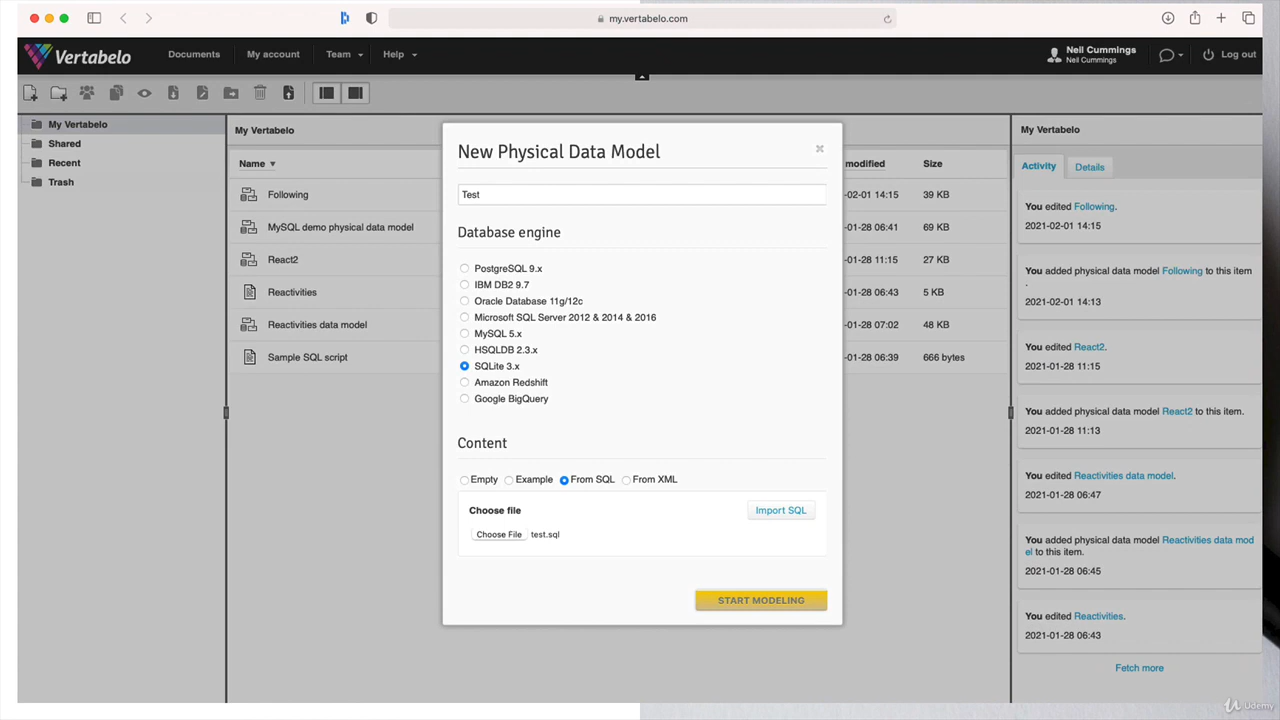 my.vertabelo.com
Vertabelo
Documents
My account
Team
Help
Neil Cummings
Neil Cummings
Log out
My Vertabelo
Shared
Recent
Trash
My Vertabelo
Name
modified
Size
Following
-02-01 14:15
39 KB
MySQL demo physical data model
-01-28 06:41
69 KB
React2
-01-28 11:15
27 KB
Reactivities
-01-28 06:43
5 KB
Reactivities data model
-01-28 07:02
48 KB
Sample SQL script
-01-28 06:39
666 bytes
New Physical Data Model
Test
Database engine
PostgreSQL 9.x
IBM DB2 9.7
Oracle Database 11g/12c
Microsoft SQL Server 2012 & 2014 & 2016
MySQL 5.x
HSQLDB 2.3.x
SQLite 3.x
Amazon Redshift
Google BigQuery
Content
Empty
Example
From SQL
From XML
Choose file
Import SQL
Choose File
test.sql
START MODELING
My Vertabelo
Activity
Details
You edited Following.
2021-02-01 14:15
You added physical data model Following to this item
.
2021-02-01 14:13
You edited React2.
2021-01-28 11:15
You added physical data model React2 to this item.
2021-01-28 11:13
You edited Reactivities data model.
2021-01-28 06:47
You added physical data model Reactivities data mod
el to this item.
2021-01-28 06:45
You edited Reactivities.
2021-01-28 06:43
Fetch more
Udemy